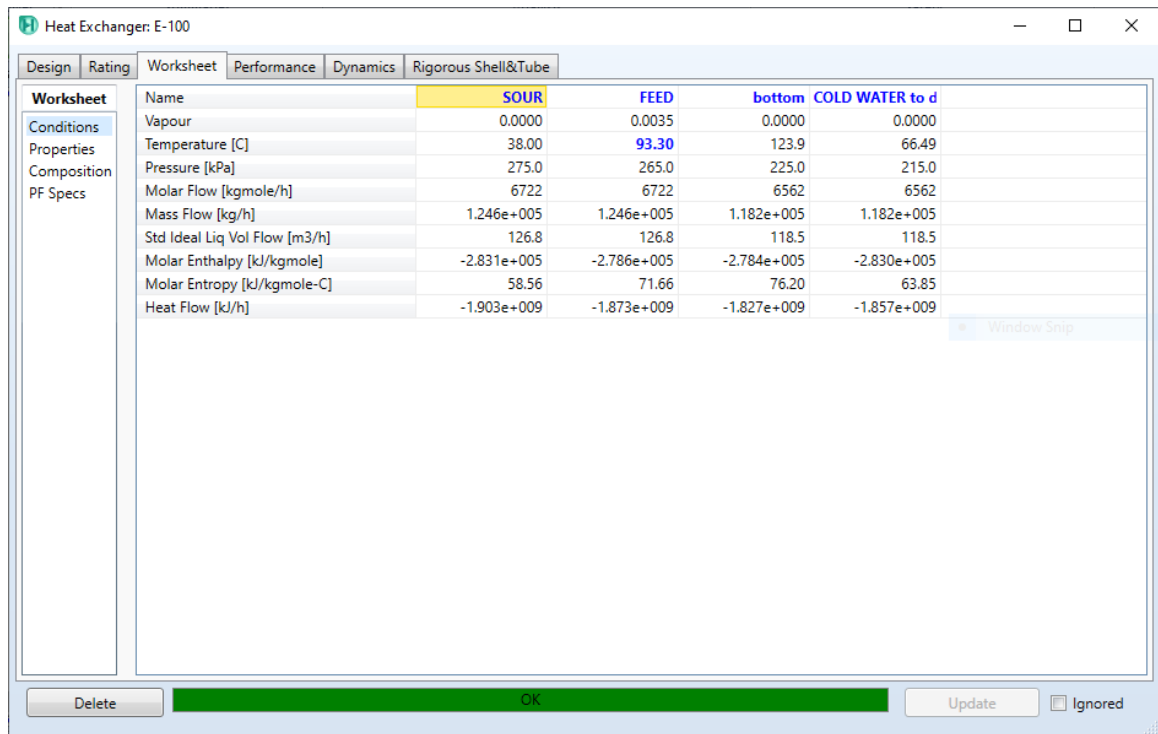 Heat Exchanger: E-100
Design Rating Worksheet Performance Dynamics Rigorous Shell&Tube
Worksheet
Conditions
Properties
Composition
PF Specs
Name SOUR FEED bottom COLD WATER to d
Vapour 0.0000 0.0035 0.0000 0.0000
Temperature [C] 38.00 93.30 123.9 66.49
Pressure [kPa] 275.0 265.0 225.0 215.0
Molar Flow [kgmole/h] 6722 6722 6562 6562
Mass Flow [kg/h] 1.246e+005 1.246e+005 1.182e+005 1.182e+005
Std Ideal Liq Vol Flow [m3/h] 126.8 126.8 118.5 118.5
Molar Enthalpy [kJ/kgmole] -2.831e+005 -2.786e+005 -2.784e+005 -2.830e+005
Molar Entropy [kJ/kgmole-C] 58.56 71.66 76.20 63.85
Heat Flow [kJ/h] -1.903e+009 -1.873e+009 -1.827e+009 -1.857e+009
Window Snip
Delete OK Update Ignored